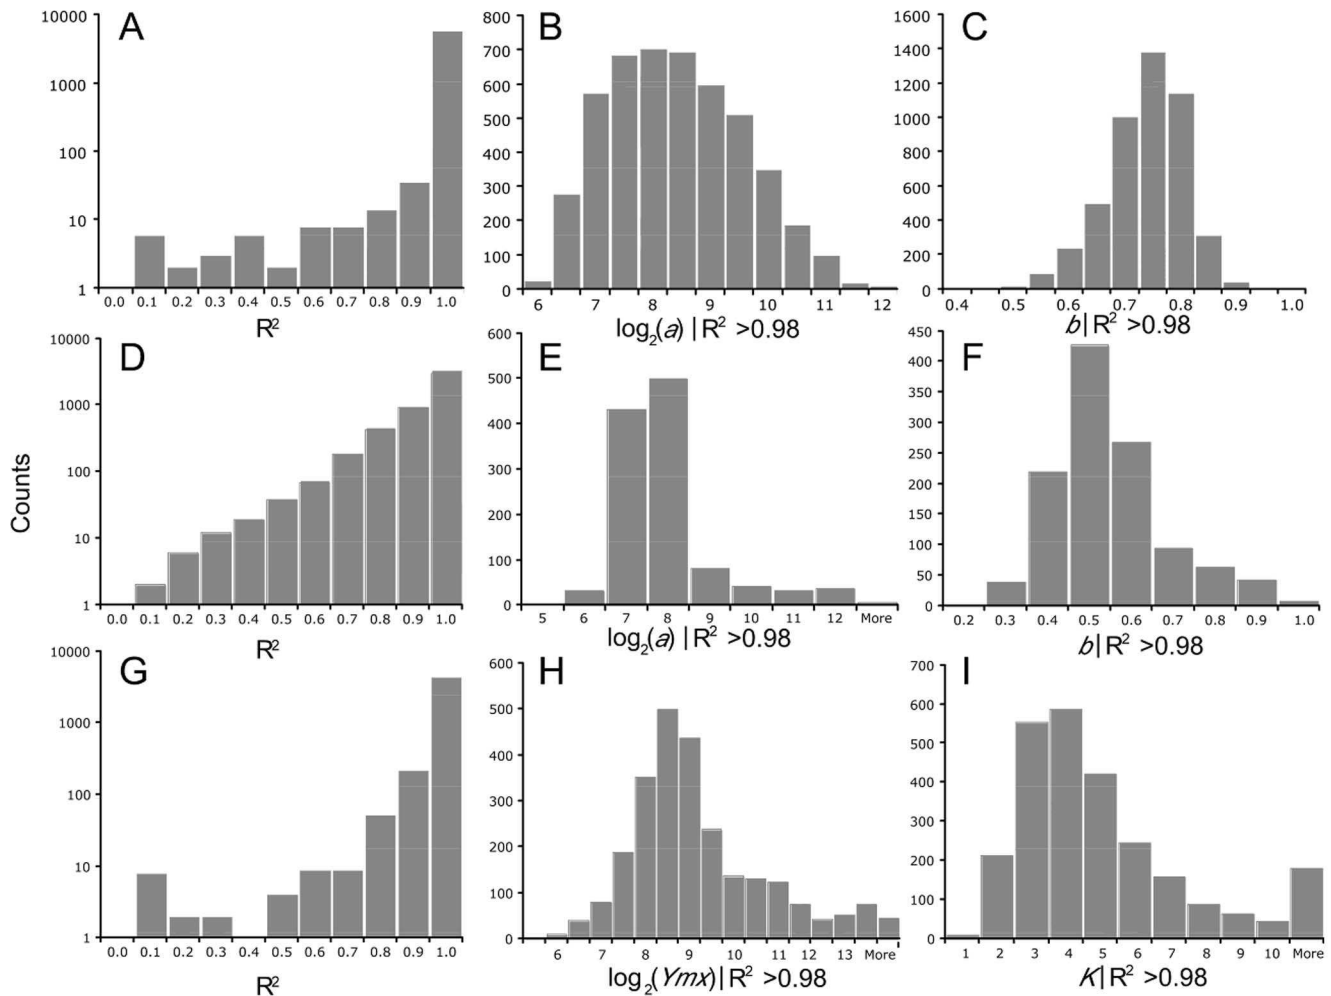 Counts
A
10000
1000
100
10
1
0.0 0.1 0.2 0.3 0.4 0.5 0.6 0.7 0.8 0.9 1.0
R²
B
800
700
600
500
400
300
200
100
0
6 7 8 9 10 11 12
log₂(a) | R² >0.98
C
1600
1400
1200
1000
800
600
400
200
0
0.4 0.5 0.6 0.7 0.8 0.9 1.0
b | R² >0.98
D
10000
1000
100
10
1
0.0 0.1 0.2 0.3 0.4 0.5 0.6 0.7 0.8 0.9 1.0
R²
E
600
500
400
300
200
100
0
5 6 7 8 9 10 11 12 More
log₂(a) | R² >0.98
F
450
400
350
300
250
200
150
100
50
0
0.2 0.3 0.4 0.5 0.6 0.7 0.8 0.9 1.0
b | R² >0.98
G
10000
1000
100
10
1
0.0 0.1 0.2 0.3 0.4 0.5 0.6 0.7 0.8 0.9 1.0
R²
H
600
500
400
300
200
100
0
6 7 8 9 10 11 12 13 More
log₂(Ymx) | R² >0.98
I
700
600
500
400
300
200
100
0
1 2 3 4 5 6 7 8 9 10 More
K | R² >0.98